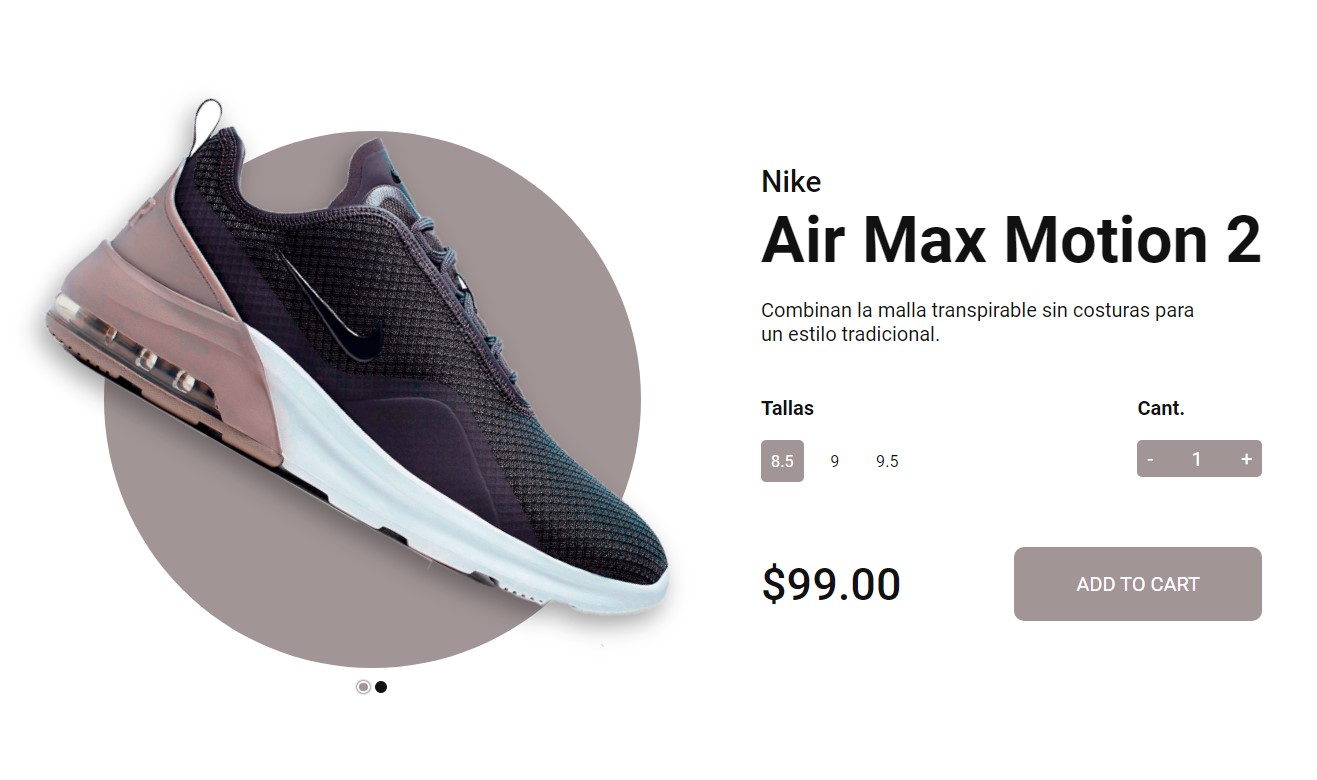 Nike
Air Max Motion 2
Combinan la malla transpirable sin costuras para
un estilo tradicional.
Tallas
Cant.
8.5 9 9.5
- 1 +
$99.00
ADD TO CART